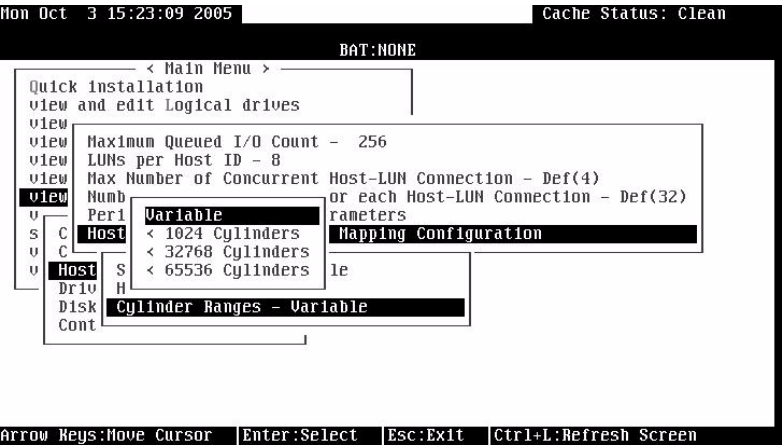 Mon Oct  3 15:23:09 2005 Cache Status: Clean
BAT:NONE
< Main Menu >
Quick installation
view and edit Logical drives
view
view Maximum Queued I/O Count -  256
view LUNs per Host ID - 8
view Max Number of Concurrent Host-LUN Connection - Def(4)
view Numb or each Host-LUN Connection - Def(32)
v Peri Variable rameters
s C Host < 1024 Cylinders Mapping Configuration
v C < 32768 Cylinders
v Host S < 65536 Cylinders le
Driv H
Disk Cylinder Ranges - Variable
Cont
Arrow Keys:Move Cursor |Enter:Select |Esc:Exit |Ctrl+L:Refresh Screen